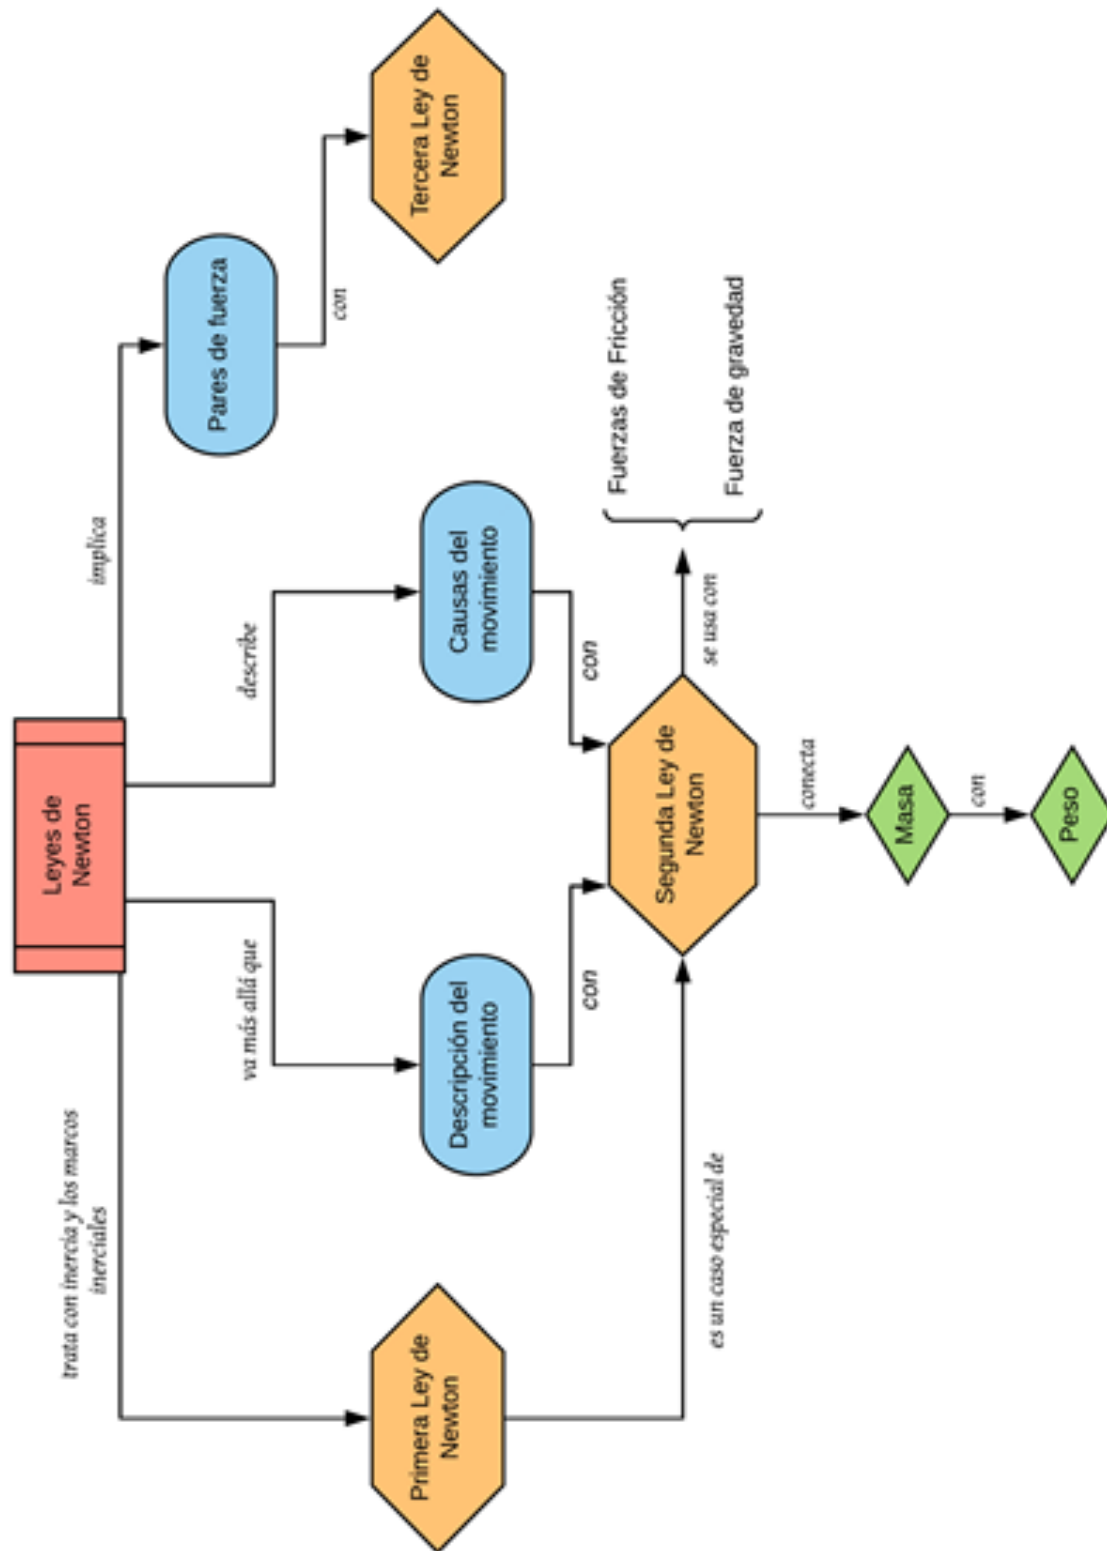 Leyes de
Newton
trata con inercia y los marcos
inerciales
va más allá que
describe
implica
Pares de fuerza
con
Primera Ley de
Newton
Descripción del
movimiento
Causas del
movimiento
Tercera Ley de
Newton
con
con
Segunda Ley de
Newton
es un caso especial de
se usa con
Fuerzas de Fricción
Fuerza de gravedad
conecta
Masa
con
Peso